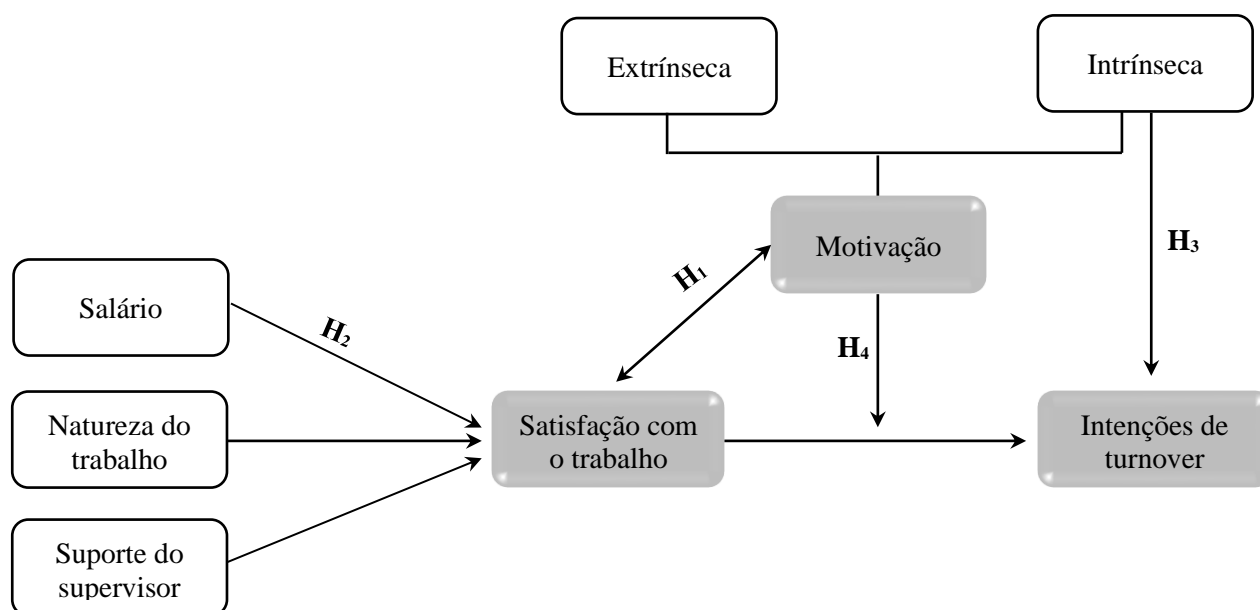 Extrínseca
Intrínseca
Motivação
H₃
H₁
Salário
H₂
H₄
Natureza do
trabalho
Satisfação com
o trabalho
Intenções de
turnover
Suporte do
supervisor